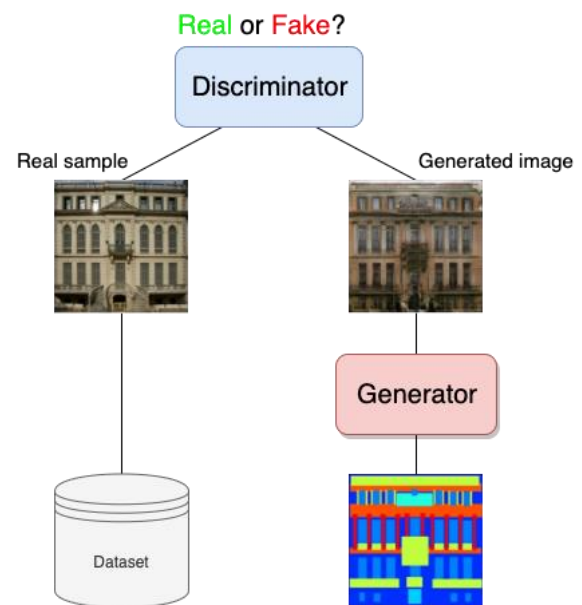 Real or Fake?
Discriminator
Real sample
Generated image
Generator
Dataset